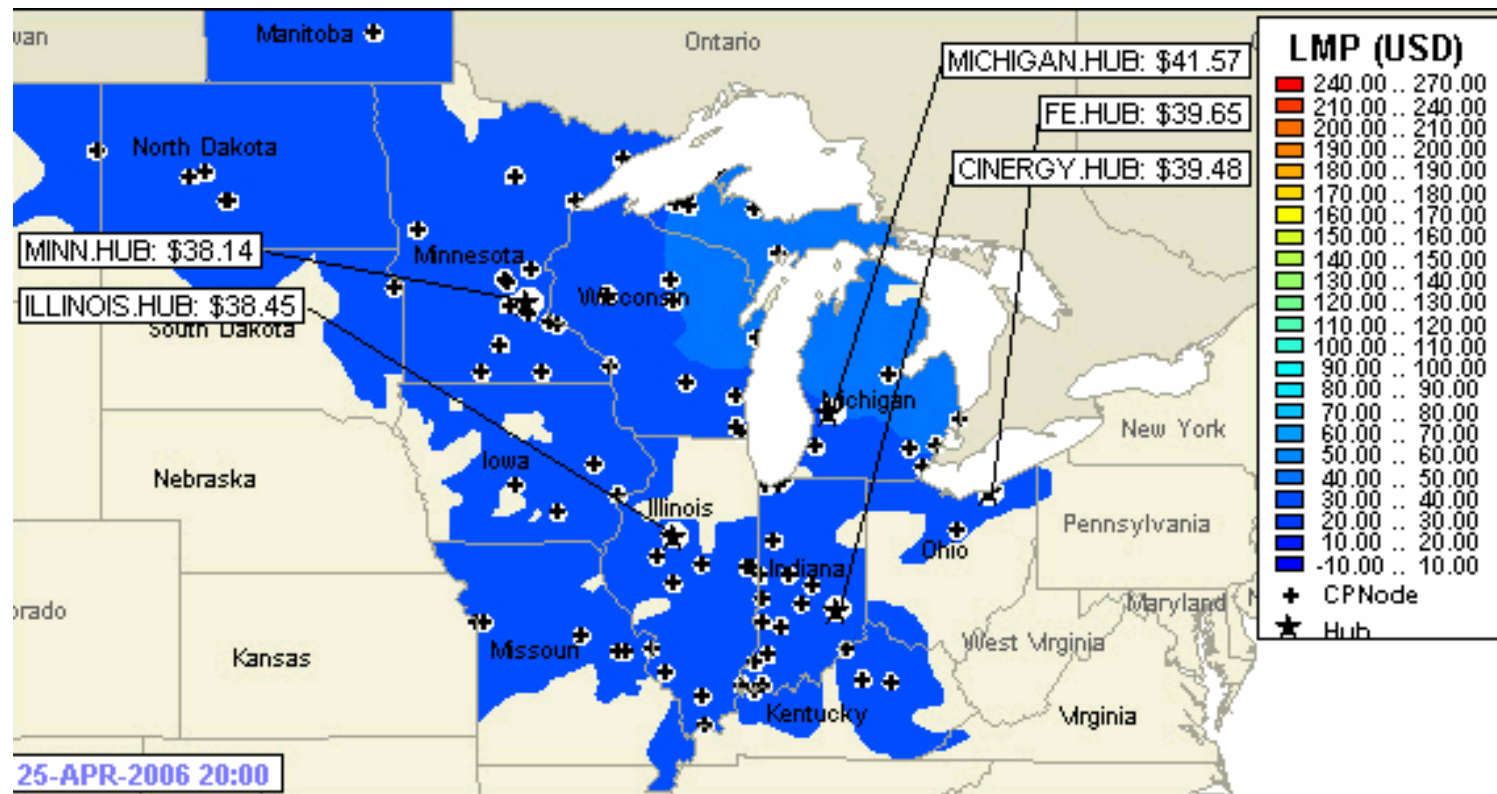 van
Manitoba
Ontario
MICHIGAN.HUB: $41.57
FE.HUB: $39.65
CINERGY.HUB: $39.48
North Dakota
MINN.HUB: $38.14
Minnesota
ILLINOIS.HUB: $38.45
Wisconsin
South Dakota
Michigan
New York
Iowa
Nebraska
Illinois
Pennsylvania
Ohio
Indiana
Maryland
N
orado
Kansas
Missouri
West Virginia
Kentucky
Virginia
25-APR-2006 20:00
LMP (USD)
240.00 .. 270.00
210.00 .. 240.00
200.00 .. 210.00
190.00 .. 200.00
180.00 .. 190.00
170.00 .. 180.00
160.00 .. 170.00
150.00 .. 160.00
140.00 .. 150.00
130.00 .. 140.00
120.00 .. 130.00
110.00 .. 120.00
100.00 .. 110.00
90.00 .. 100.00
80.00 .. 90.00
70.00 .. 80.00
60.00 .. 70.00
50.00 .. 60.00
40.00 .. 50.00
30.00 .. 40.00
20.00 .. 30.00
10.00 .. 20.00
-10.00 .. 10.00
CPNode
Hub